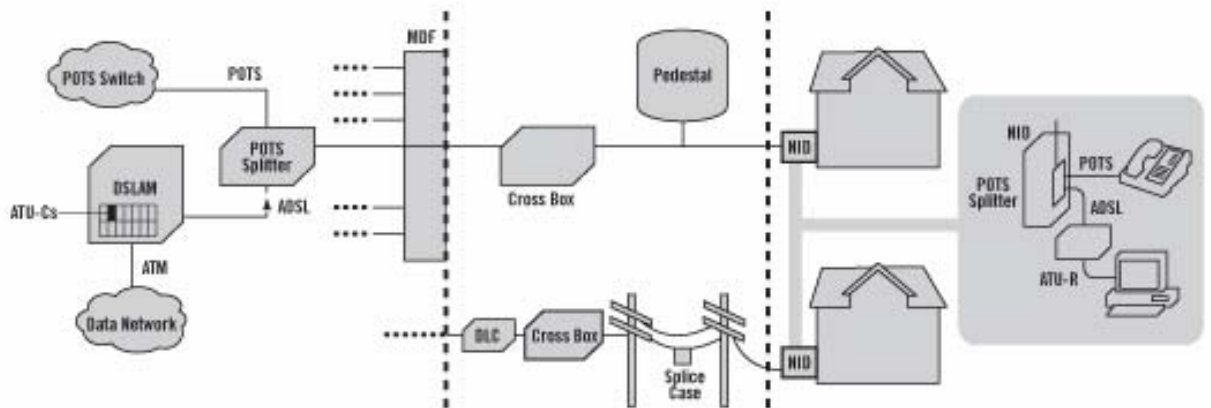 MDF
POTS Switch
POTS
Pedestal
POTS
Splitter
NID
NID
POTS
DSLAM
Cross Box
POTS
Splitter
ADSL
ATU-Cs
ADSL
ATM
ATU-R
Data Network
DLC
Cross Box
Splice
Case
NID